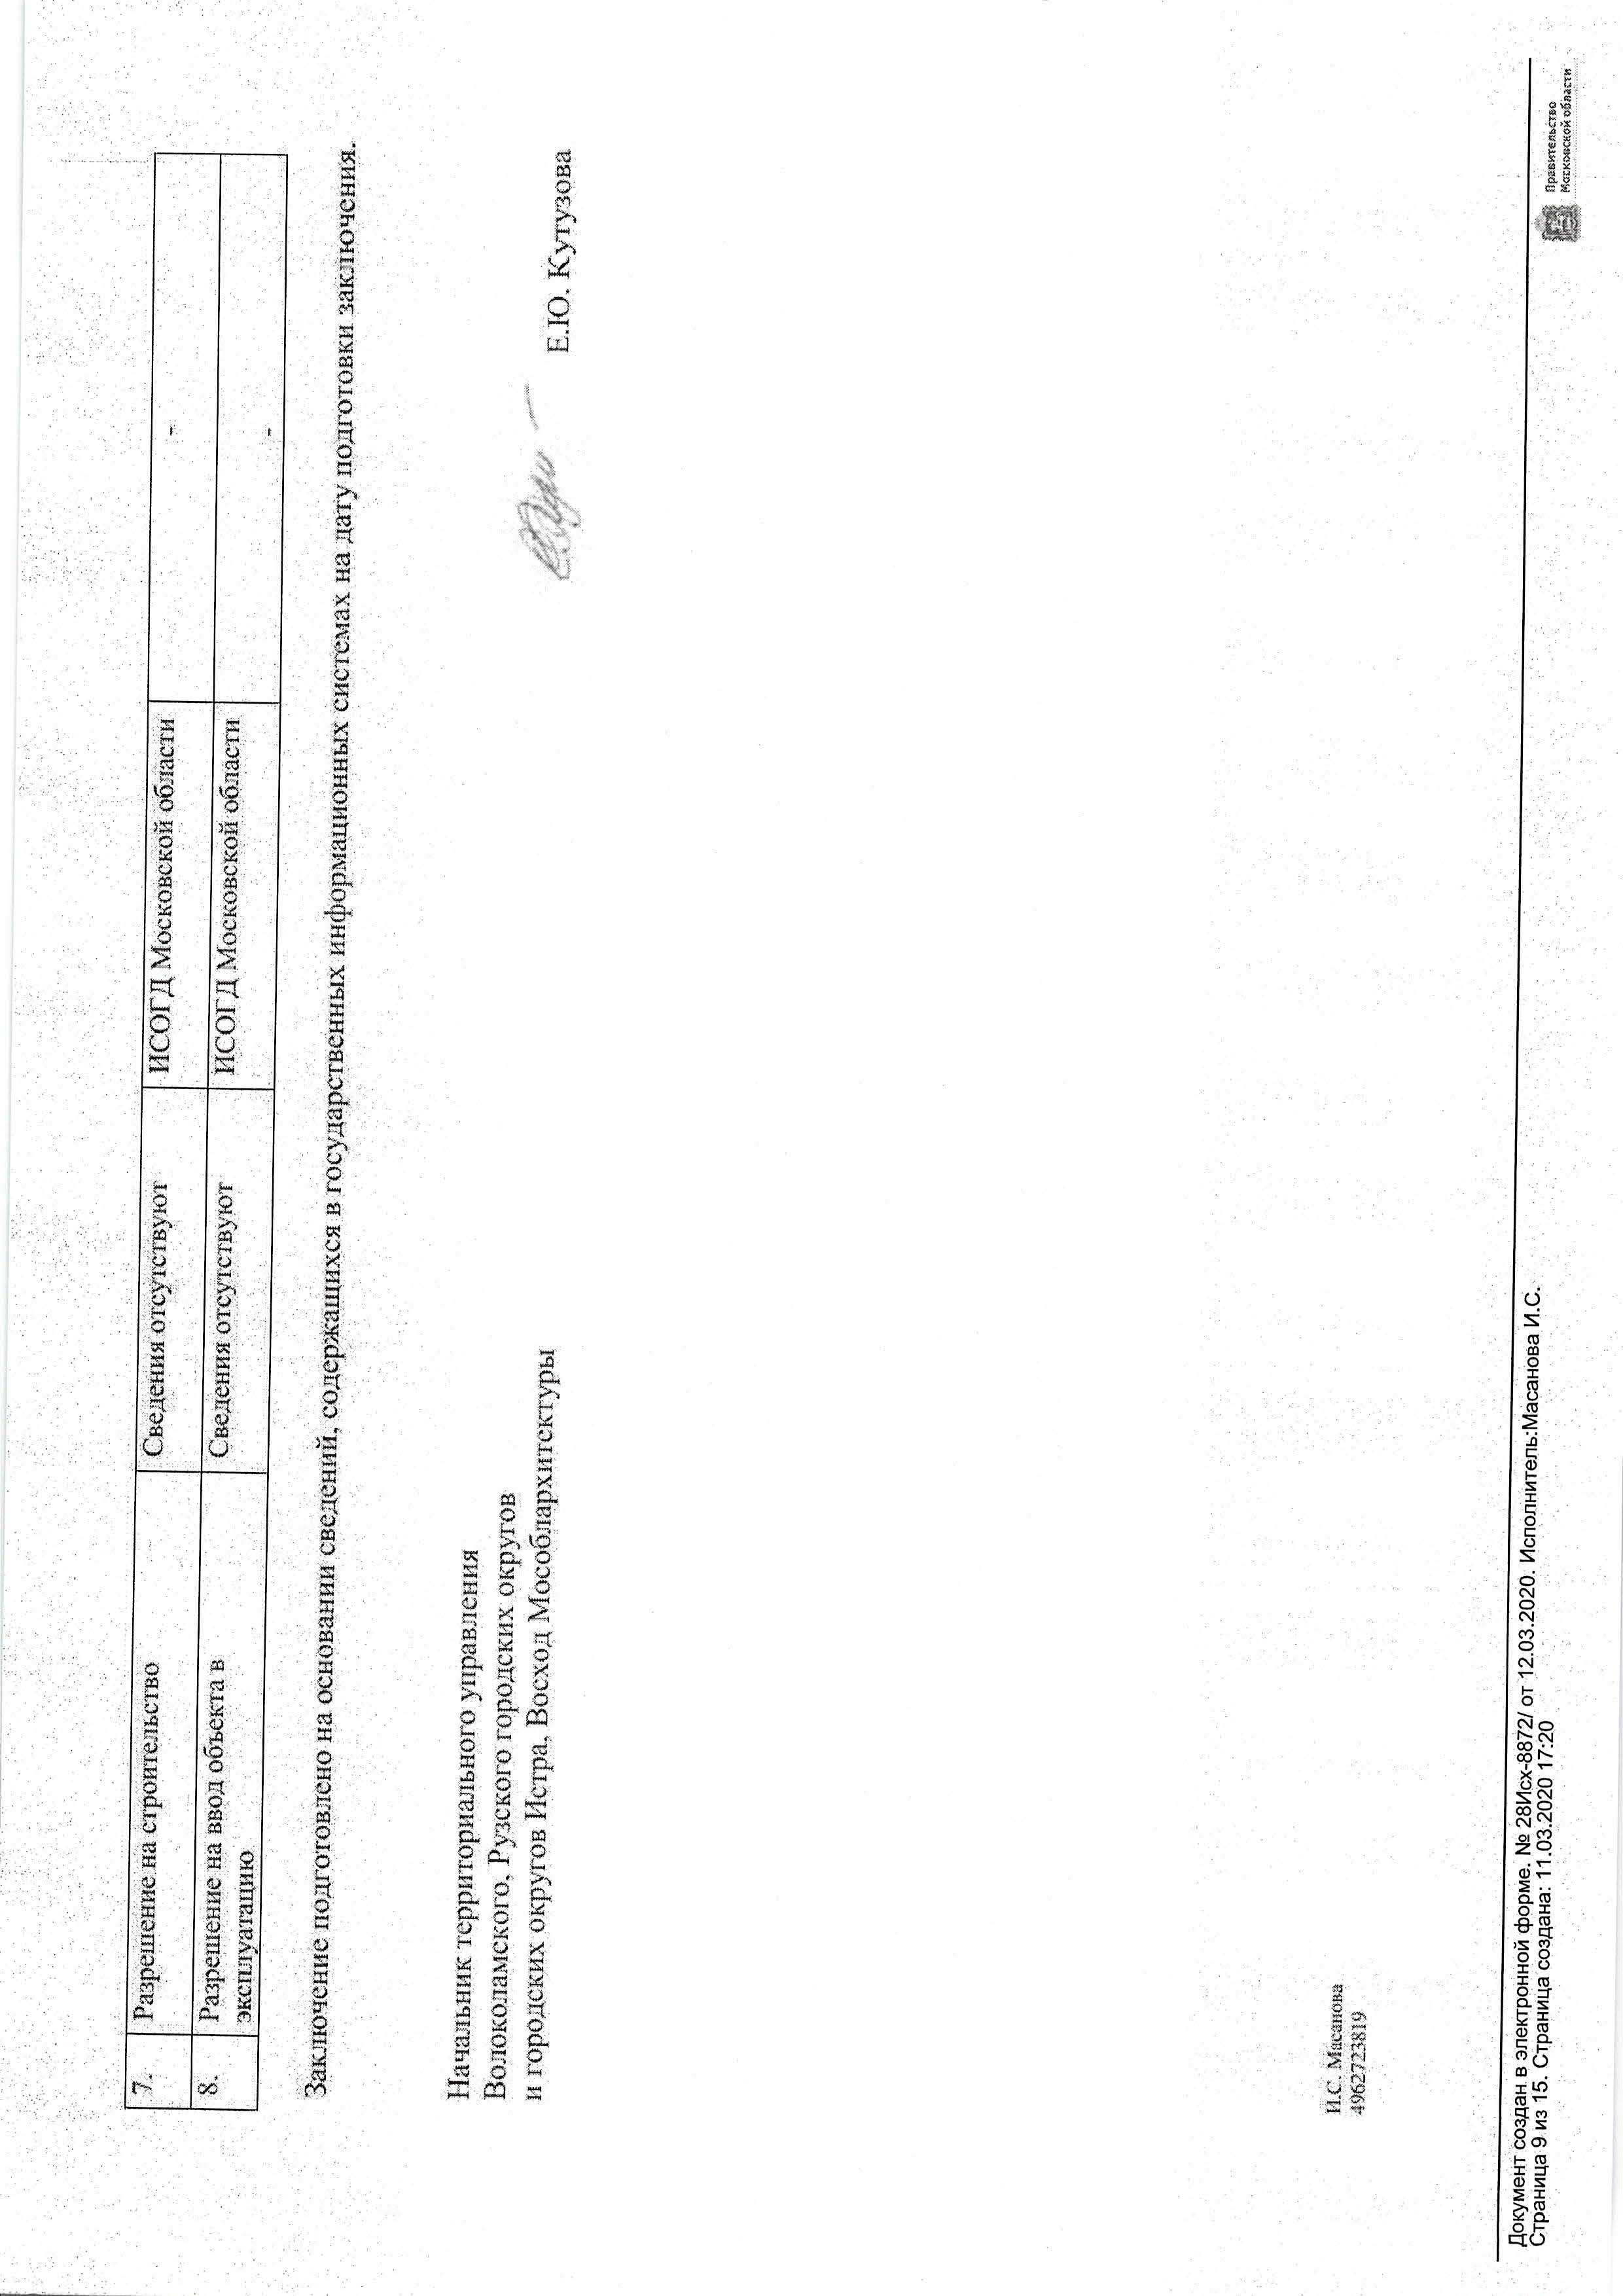 7. Разрешение на строительство Сведения отсутствуют ИСОГД Московской области -
8. Разрешение на ввод объекта в Сведения отсутствуют ИСОГД Московской области -
эксплуатацию
Заключение подготовлено на основании сведений, содержащихся в государственных информационных системах на дату подготовки заключения.
Начальник территориального управления
Волоколамского, Рузского городских округов
и городских округов Истра, Восход Мособлархитектуры
Е.Ю. Кутузова
И.С. Масанова
4962723819
Документ создан в электронной форме. № 28Исх-8872/ от 12.03.2020. Исполнитель:Масанова И.С.
Страница 9 из 15. Страница создана: 11.03.2020 17:20
Правительство
Московской области